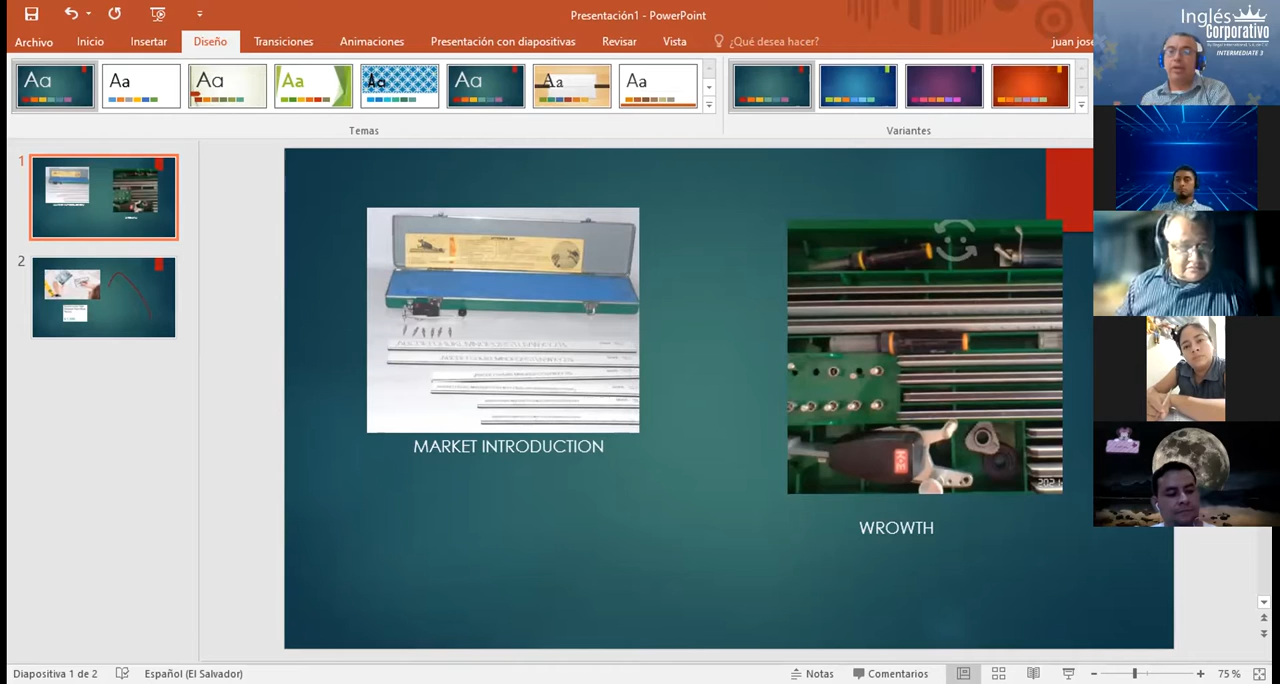 Presentación1 - PowerPoint
Archivo
Inicio
Insertar
Diseño
Transiciones
Animaciones
Presentación con diapositivas
Revisar
Vista
¿Qué desea hacer?
juan jose
Aa
Aa
Aa
Aa
Aa
Aa
Aa
Aa
Temas
Variantes
Inglés
Corporativo
INTERMEDIATE 3
1
2
MARKET INTRODUCTION
WROWTH
Diapositiva 1 de 2
Español (El Salvador)
Notas
Comentarios
75 %